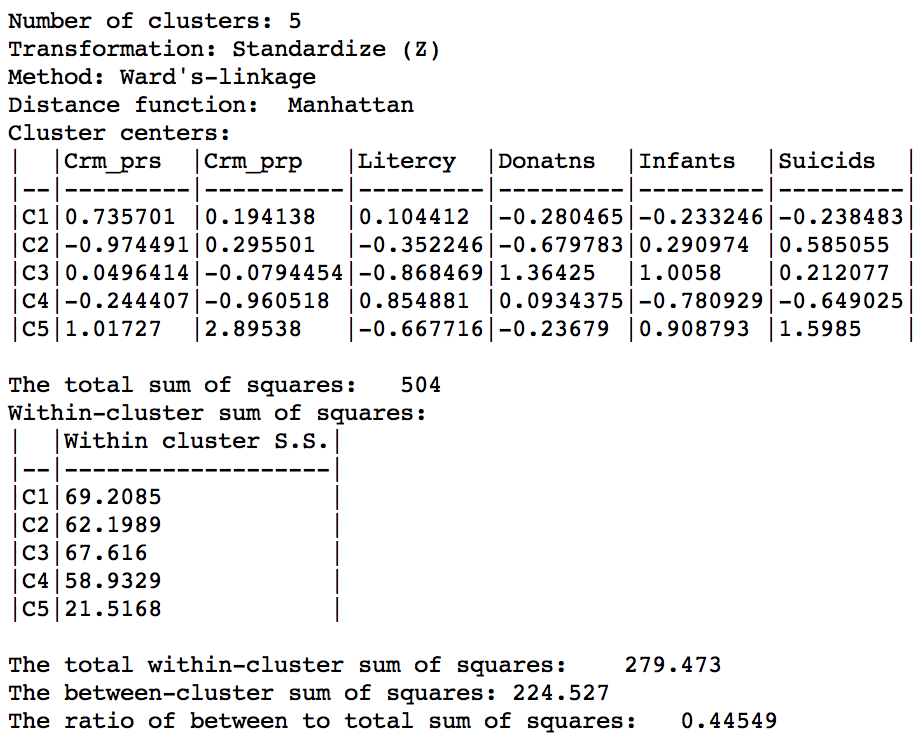 Number of clusters: 5
Transformation: Standardize (Z)
Method: Ward's-linkage
Distance function:  Manhattan
Cluster centers:
|  |Crm_prs  |Crm_prp   |Litercy  |Donatns  |Infants  |Suicids  |
|--|---------|----------|---------|---------|---------|---------|
|C1|0.735701 |0.194138  |0.104412 |-0.280465|-0.233246|-0.238483|
|C2|-0.974491|0.295501  |-0.352246|-0.679783|0.290974 |0.585055 |
|C3|0.0496414|-0.0794454|-0.868469|1.36425  |1.0058   |0.212077 |
|C4|-0.244407|-0.960518 |0.854881 |0.0934375|-0.780929|-0.649025|
|C5|1.01727  |2.89538   |-0.667716|-0.23679 |0.908793 |1.5985   |
The total sum of squares:   504
Within-cluster sum of squares:
|  |Within cluster S.S.|
|--|-------------------|
|C1|69.2085            |
|C2|62.1989            |
|C3|67.616             |
|C4|58.9329            |
|C5|21.5168            |
The total within-cluster sum of squares:    279.473
The between-cluster sum of squares: 224.527
The ratio of between to total sum of squares:   0.44549